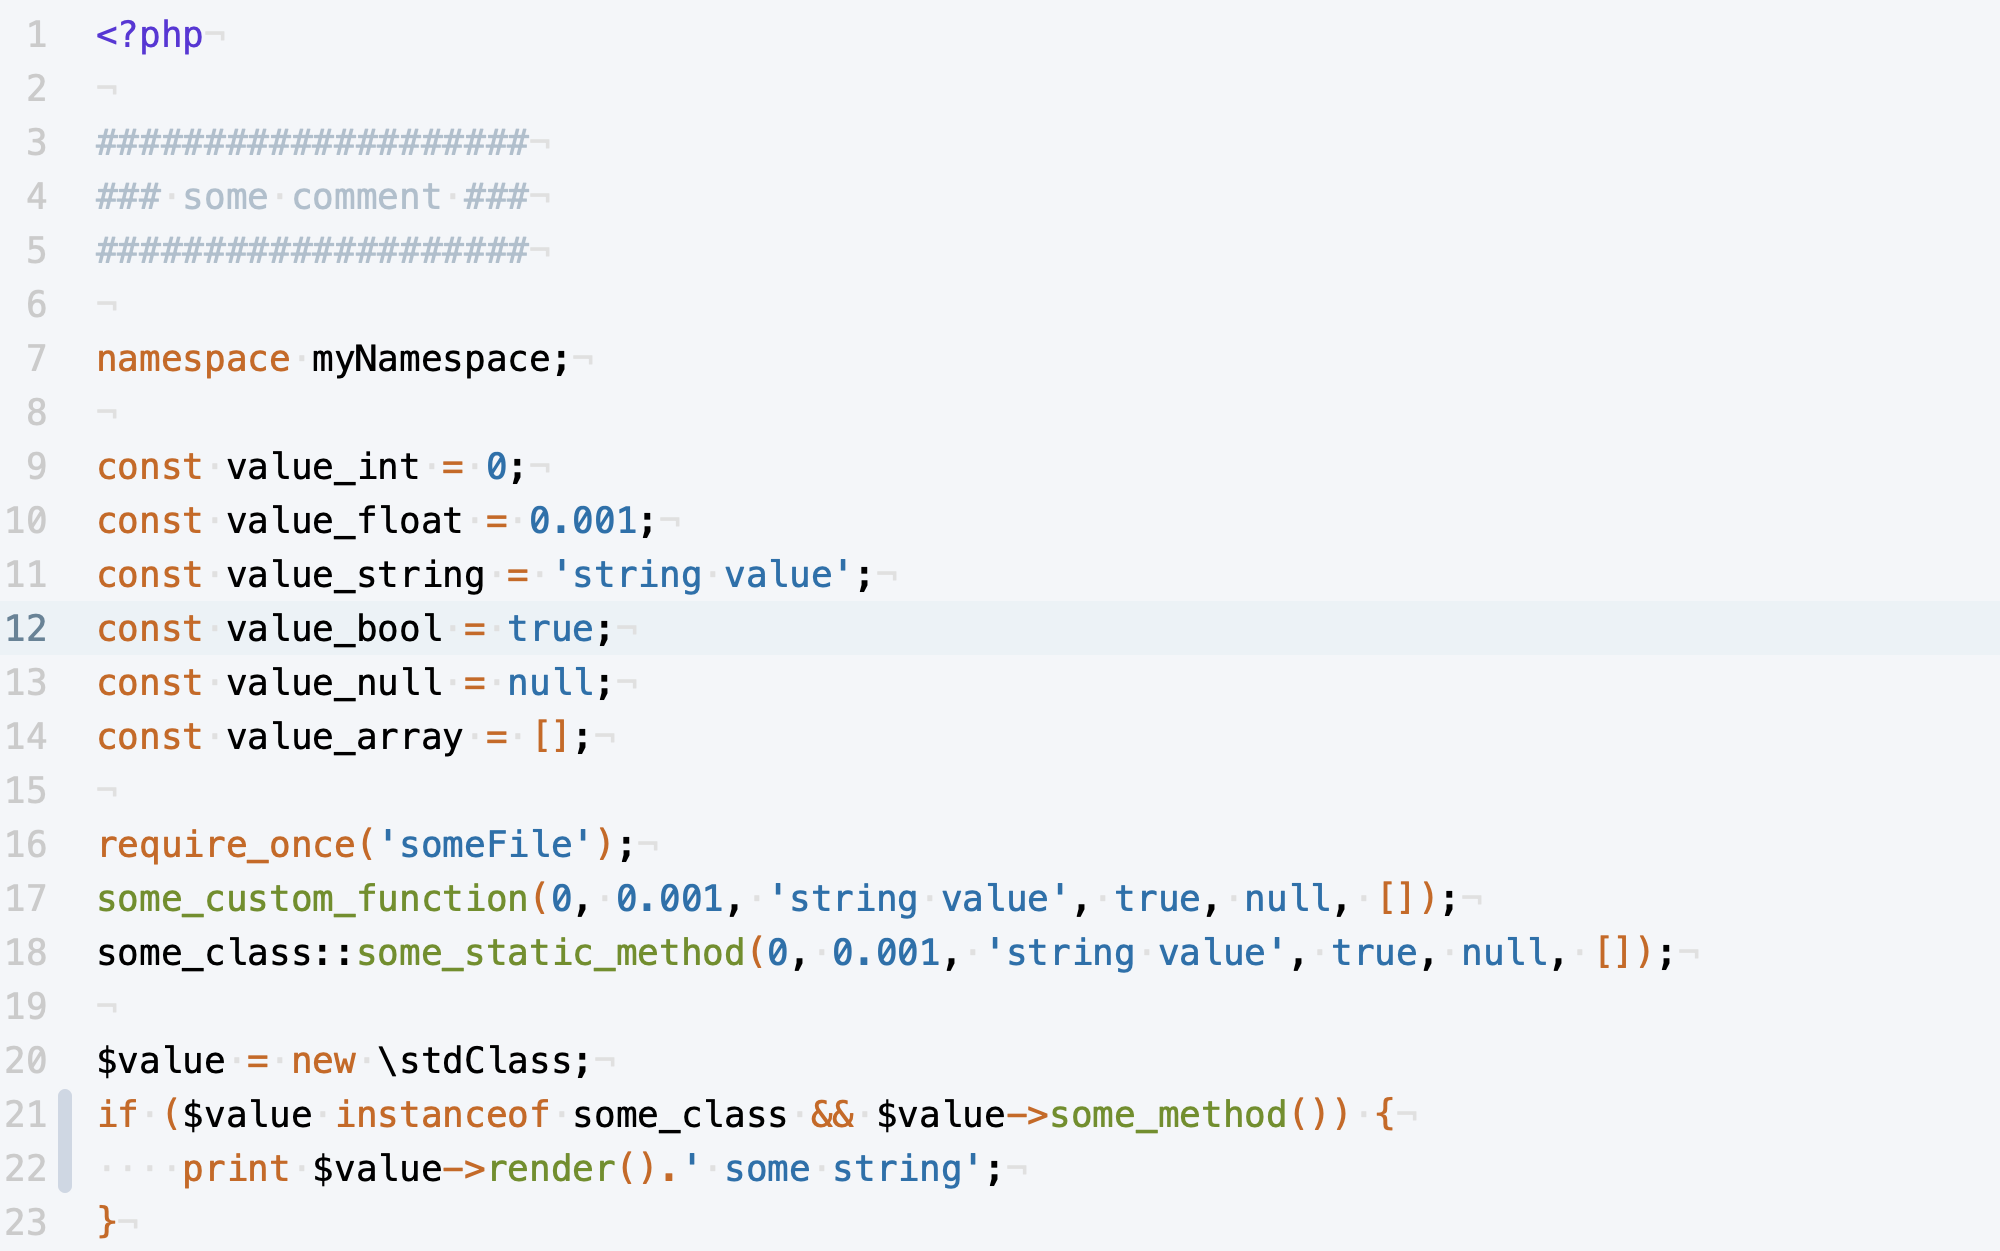 1 <?php¬
2 ¬
3 ####################¬
4 ###·some·comment·###¬
5 ####################¬
6 ¬
7 namespace·myNamespace;¬
8 ¬
9 const·value_int·=·0;¬
10 const·value_float·=·0.001;¬
11 const·value_string·=·'string·value';¬
12 const·value_bool·=·true;¬
13 const·value_null·=·null;¬
14 const·value_array·=·[];¬
15 ¬
16 require_once('someFile');¬
17 some_custom_function(0,·0.001,·'string·value',·true,·null,·[]);¬
18 some_class::some_static_method(0,·0.001,·'string·value',·true,·null,·[]);¬
19 ¬
20 $value·=·new·\stdClass;¬
21 if·($value·instanceof·some_class·&&·$value->some_method())·{¬
22 ····print·$value->render().'·some·string';¬
23 }¬